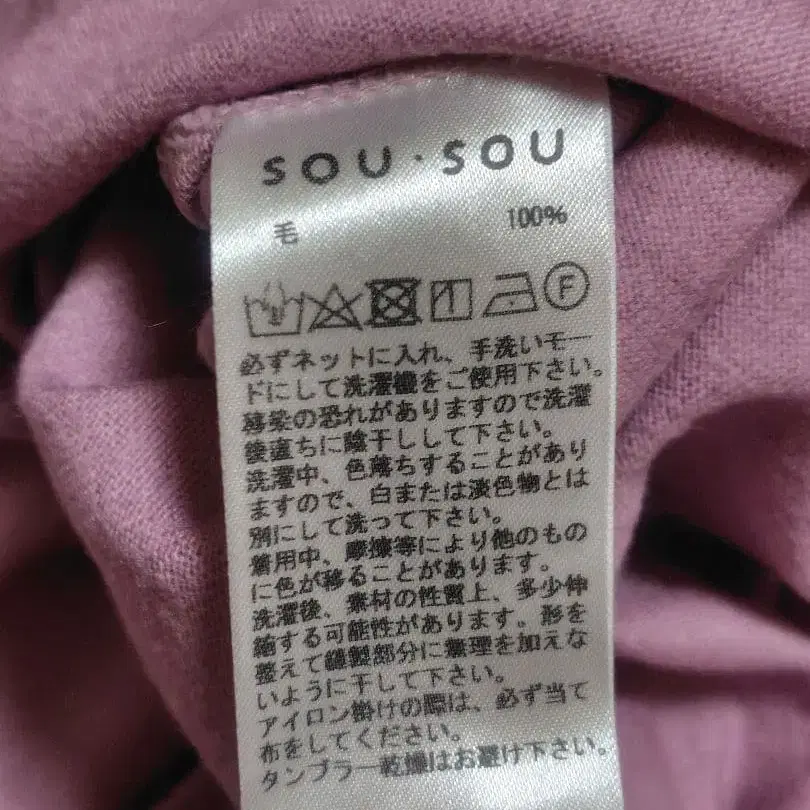 SOU・SOU
毛 100%
F
必ずネットに入れ、手洗いモー
ドにして洗濯機をご使用下さい。
移染の恐れがありますので洗濯
後直ちに陰干しして下さい。
洗濯中、色落ちすることがあり
ますので、白または淡色物とは
別にして洗って下さい。
着用中、摩擦等により他のもの
に色が移ることがあります。
洗濯後、素材の性質上、多少伸
縮する可能性があります。形を
整えて縫製部分に無理を加えな
いように干して下さい。
アイロン掛けの際は、必ず当て
布をしてください。
タンブラー乾燥はお避け下さい。